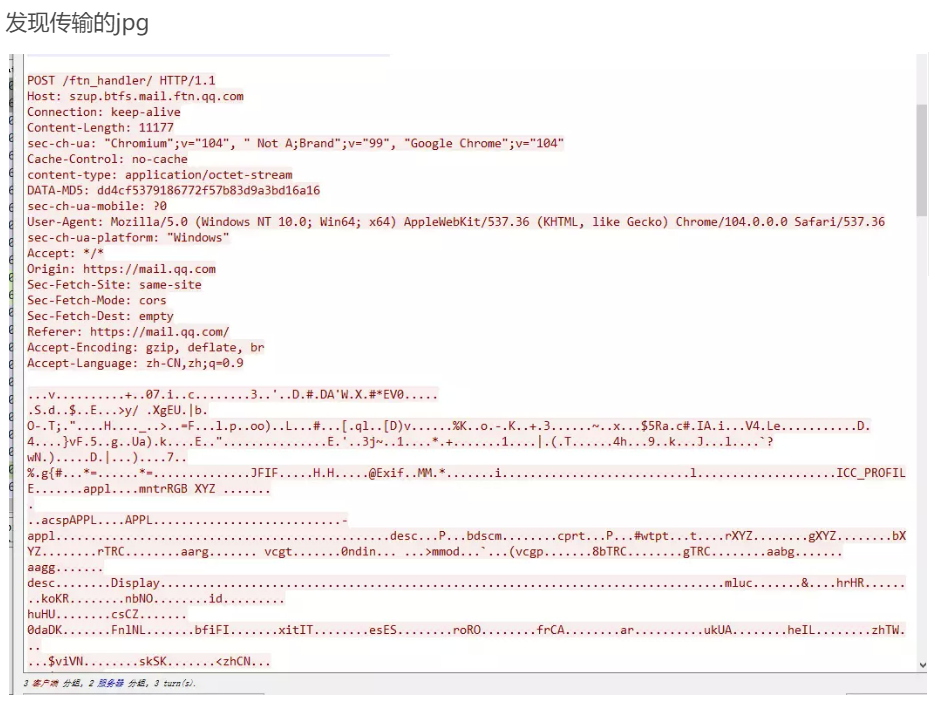 发现传输的jpg
POST /ftn_handler/ HTTP/1.1
Host: szup.btfs.mail.ftn.qq.com
Connection: keep-alive
Content-Length: 11177
sec-ch-ua: "Chromium";v="104", " Not A;Brand";v="99", "Google Chrome";v="104"
Cache-Control: no-cache
content-type: application/octet-stream
DATA-MD5: dd4cf5379186772f57b83d9a3bd16a16
sec-ch-ua-mobile: ?0
User-Agent: Mozilla/5.0 (Windows NT 10.0; Win64; x64) AppleWebKit/537.36 (KHTML, like Gecko) Chrome/104.0.0.0 Safari/537.36
sec-ch-ua-platform: "Windows"
Accept: */*
Origin: https://mail.qq.com
Sec-Fetch-Site: same-site
Sec-Fetch-Mode: cors
Sec-Fetch-Dest: empty
Referer: https://mail.qq.com/
Accept-Encoding: gzip, deflate, br
Accept-Language: zh-CN,zh;q=0.9
...v..........+..07.i..c........3..'..D.#.DA'W.X.#*EV0.....
.S.d..$..E...>y/ .XgEU.|b.
O-.T;."....H...._..>..=F...l.p..oo)..L...#...[.ql..[D)v......%K..o.-.K..+.3......~..x...$5Ra.c#.IA.i...V4.Le...........D.
4....}vF.5..g..Ua).k....E.."...............E.'..3j~..1....*.+.......1....|.(.T......4h...9..k...J...l....`?
wN.).....D.|...)....7..
%.g{#...*=......*=..............JFIF.....H.H.....@Exif..MM.*.......i...........................l....................ICC_PROFIL
E.......appl....mntrRGB XYZ .......
.
..acspAPPL....APPL...........................-
appl................................................desc...P...bdscm.......cprt...P...#wtpt...t....rXYZ........gXYZ........bX
YZ........rTRC........aarg....... vcgt.......0ndin... ...>mmod...`...(vcgp.......8bTRC.......gTRC........aabg.......
aagg.......
desc.......Display................................................................................mluc.......&....hrHR......
..koKR........nbNO........id.........
huHU........csCZ.......
0daDK.......FnlNL.......bfiFI.......xitIT........esES........roRO........frCA........ar..........ukUA........heIL........zhTW.
..
...$viVN........skSK.......<zhCN...
3 客户端 分组, 2 服务器 分组, 3 turn(s).